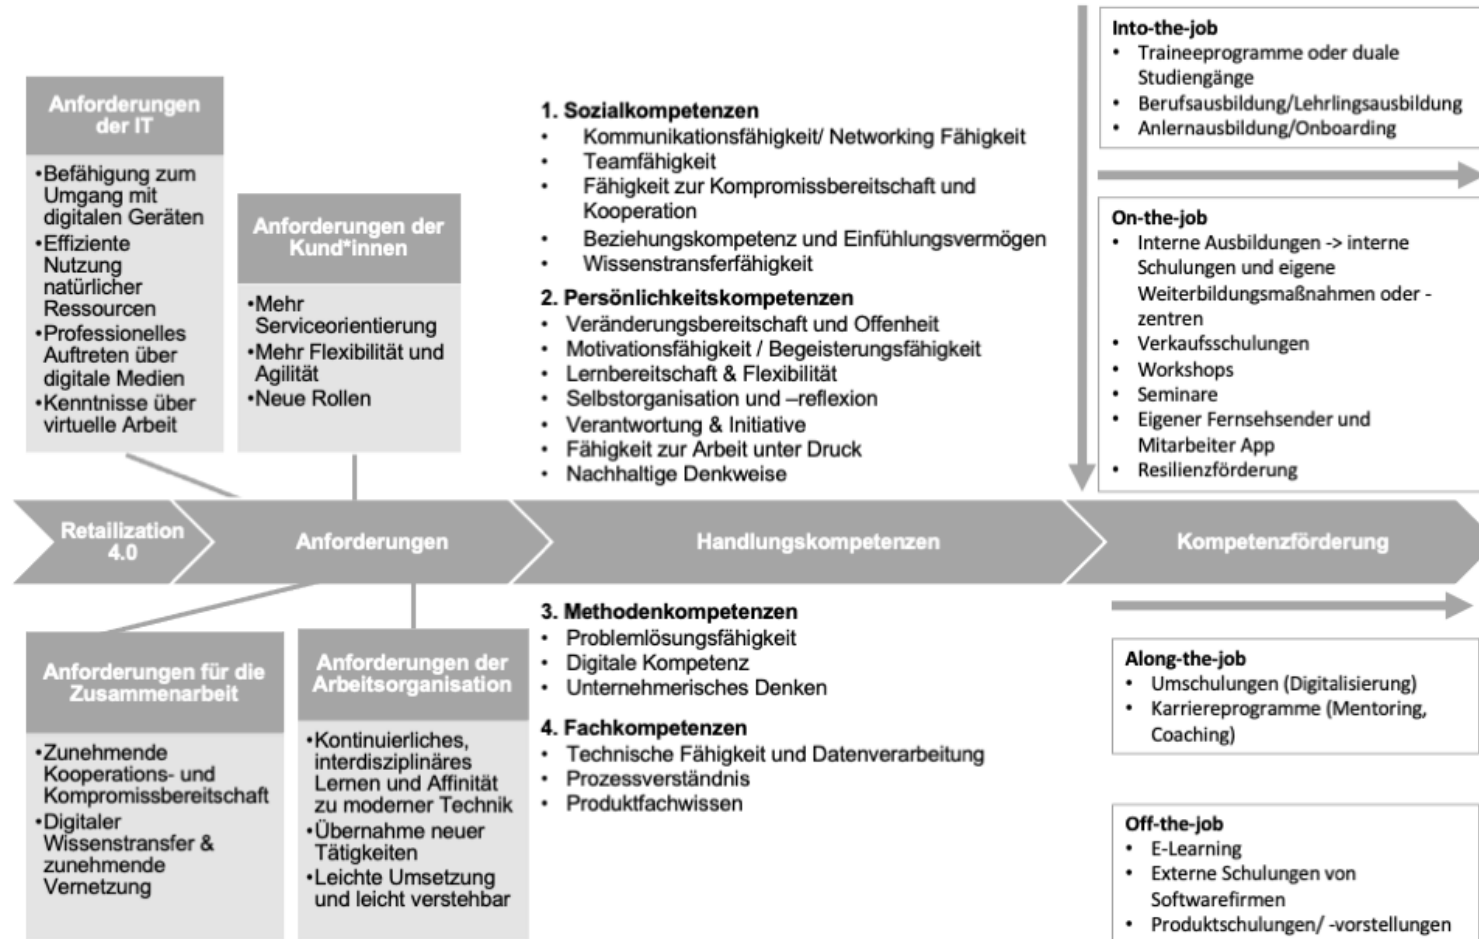 Anforderungen
der IT
•Befähigung zum
Umgang mit
digitalen Geräten
•Effiziente
Nutzung
natürlicher
Ressourcen
•Professionelles
Auftreten über
digitale Medien
•Kenntnisse über
virtuelle Arbeit
Anforderungen der
Kund*innen
•Mehr
Serviceorientierung
•Mehr Flexibilität und
Agilität
•Neue Rollen
1. Sozialkompetenzen
• Kommunikationsfähigkeit/ Networking Fähigkeit
• Teamfähigkeit
• Fähigkeit zur Kompromissbereitschaft und
Kooperation
• Beziehungskompetenz und Einfühlungsvermögen
• Wissenstransferfähigkeit
2. Persönlichkeitskompetenzen
• Veränderungsbereitschaft und Offenheit
• Motivationsfähigkeit / Begeisterungsfähigkeit
• Lernbereitschaft & Flexibilität
• Selbstorganisation und –reflexion
• Verantwortung & Initiative
• Fähigkeit zur Arbeit unter Druck
• Nachhaltige Denkweise
Into-the-job
• Traineeprogramme oder duale
Studiengänge
• Berufsausbildung/Lehrlingsausbildung
• Anlernausbildung/Onboarding
On-the-job
• Interne Ausbildungen -> interne
Schulungen und eigene
Weiterbildungsmaßnahmen oder -
zentren
• Verkaufsschulungen
• Workshops
• Seminare
• Eigener Fernsehsender und
Mitarbeiter App
• Resilienzförderung
Retailization
4.0
Anforderungen
Handlungskompetenzen
Kompetenzförderung
Anforderungen für die
Zusammenarbeit
•Zunehmende
Kooperations- und
Kompromissbereitschaft
•Digitaler
Wissenstransfer &
zunehmende
Vernetzung
Anforderungen der
Arbeitsorganisation
•Kontinuierliches,
interdisziplinäres
Lernen und Affinität
zu moderner Technik
•Übernahme neuer
Tätigkeiten
•Leichte Umsetzung
und leicht verstehbar
3. Methodenkompetenzen
• Problemlösungsfähigkeit
• Digitale Kompetenz
• Unternehmerisches Denken
4. Fachkompetenzen
• Technische Fähigkeit und Datenverarbeitung
• Prozessverständnis
• Produktfachwissen
Along-the-job
• Umschulungen (Digitalisierung)
• Karriereprogramme (Mentoring,
Coaching)
Off-the-job
• E-Learning
• Externe Schulungen von
Softwarefirmen
• Produktschulungen/ -vorstellungen